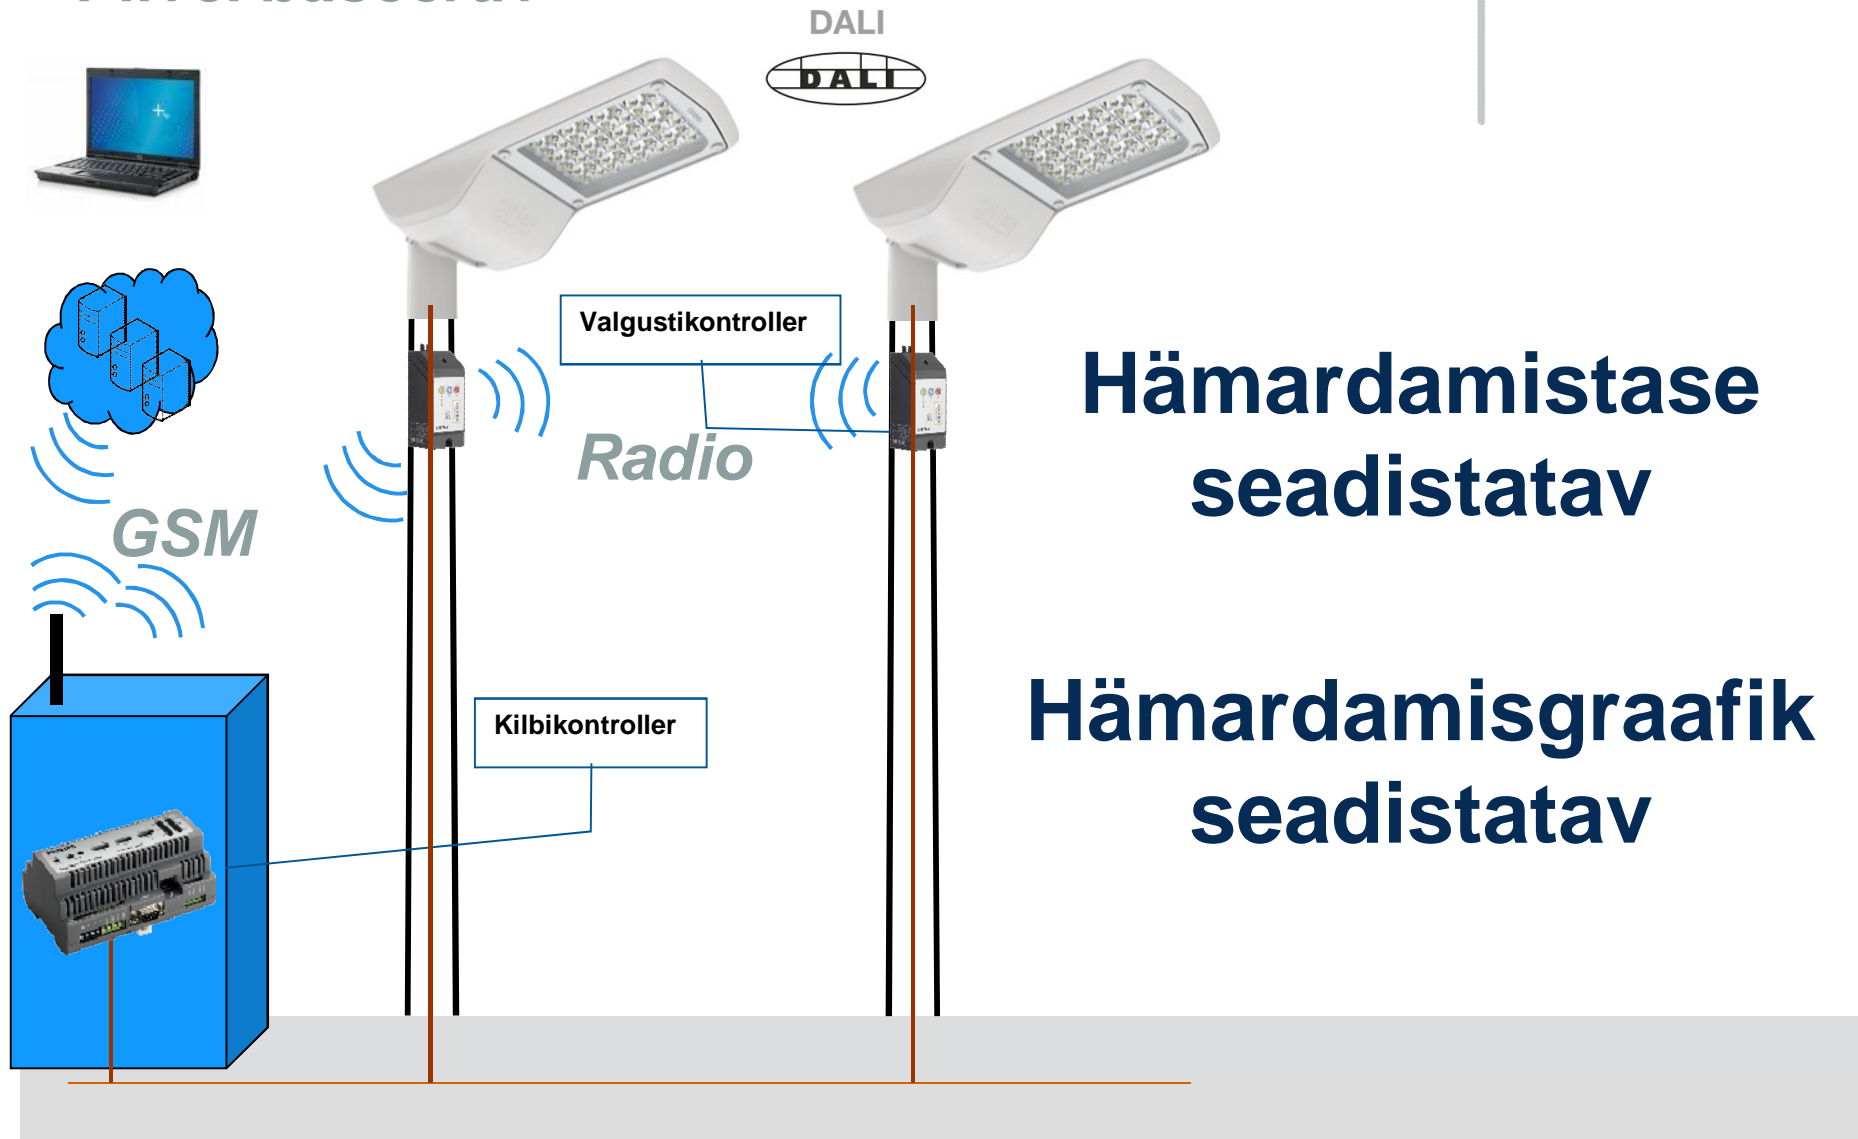 DALI
DALI
Valgustikontroller
Radio
GSM
Kilbikontroller
Hämardamistase
seadistatav
Hämardamisgraafik
seadistatav